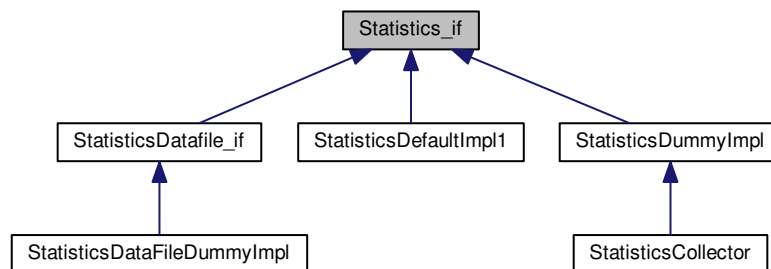 Statistics_if
StatisticsDatafile_if
StatisticsDefaultImpl1
StatisticsDummyImpl
StatisticsDataFileDummyImpl
StatisticsCollector